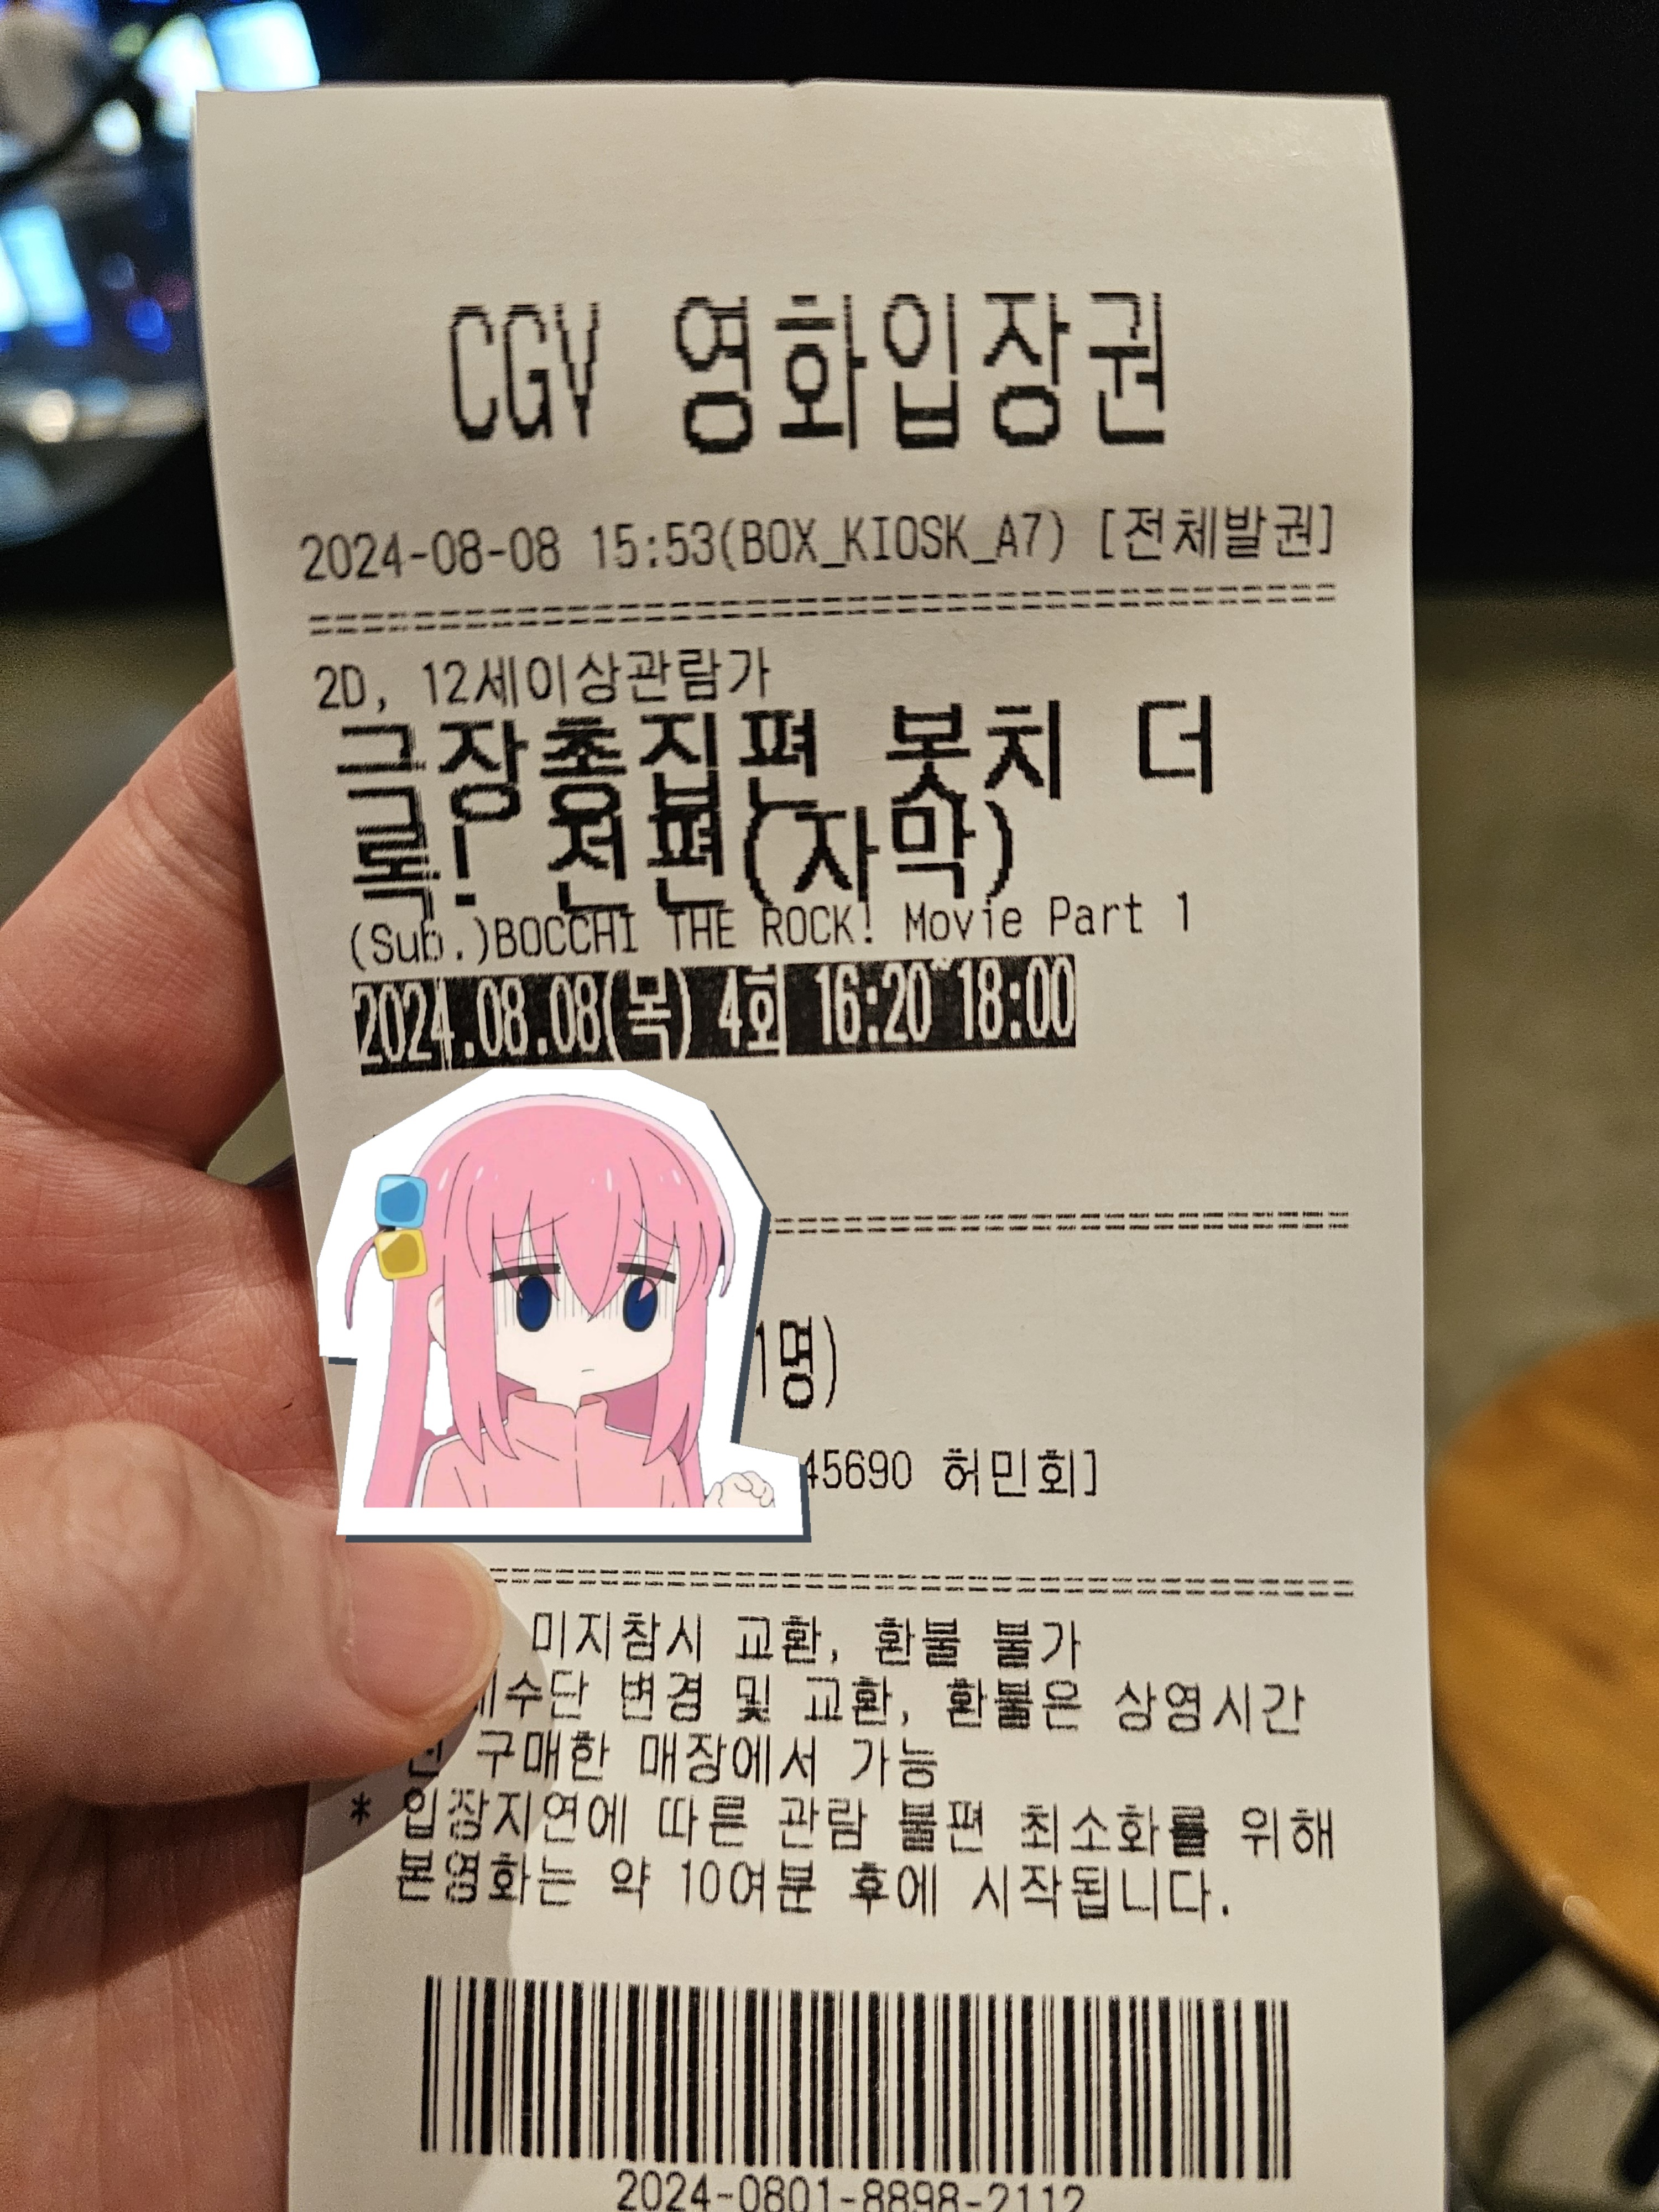 CGV 영화입장권
2024-08-08 15:53(BOX_KIOSK_A7) [전체발권]
2D, 12세이상관람가
극장총집편 봇치 더
록! 전편(자막)
(Sub.)BOCCHI THE ROCK! Movie Part 1
2024.08.08(목) 4회 16:20~18:00
1명)
45690 허민회]
미지참시 교환, 환불 불가
제수단 변경 및 교환, 환불은 상영시간
전 구매한 매장에서 가능
* 입장지연에 따른 관람 불편 최소화를 위해
본영화는 약 10여분 후에 시작됩니다.
2024-0801-8898-2112